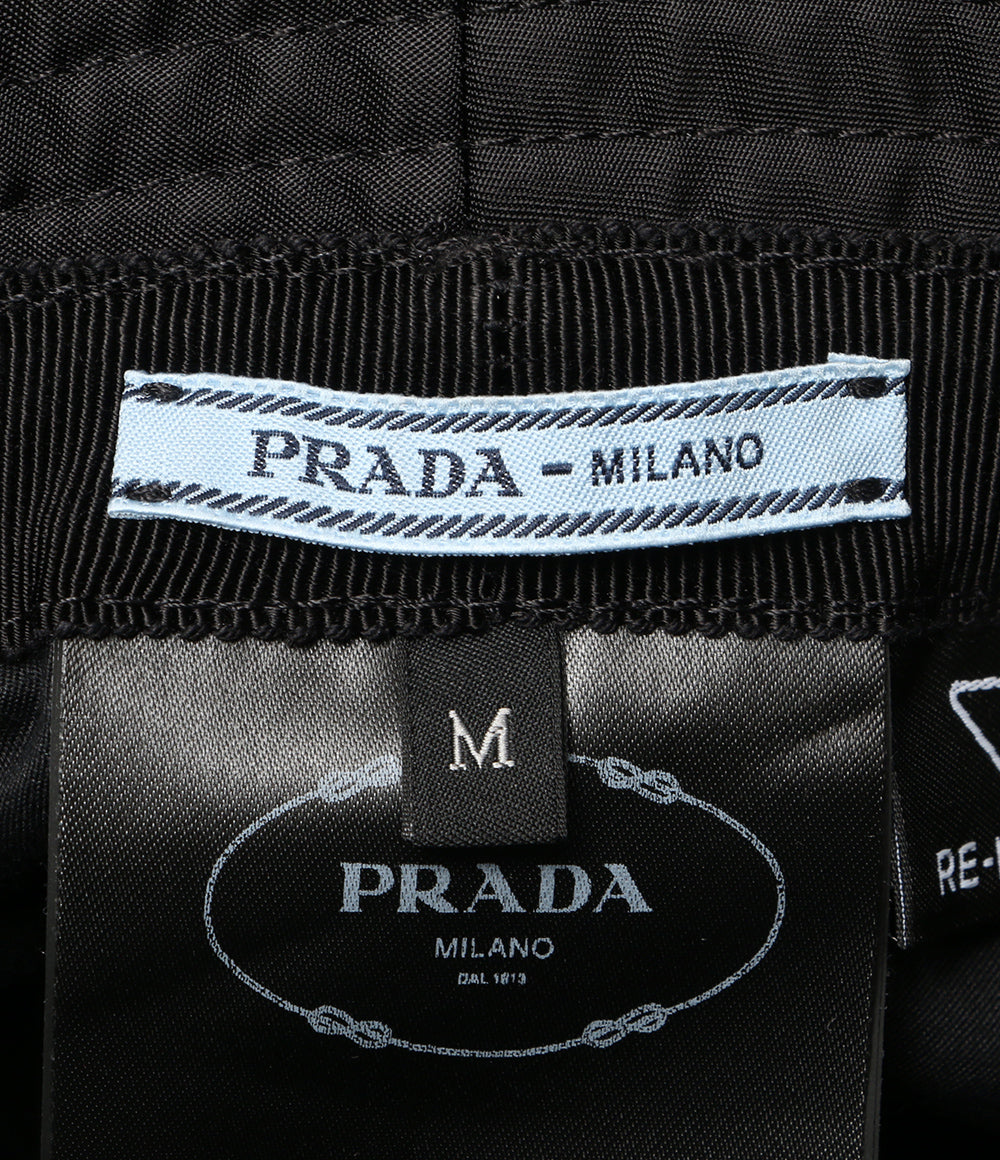 PRADA - MILANO
M
PRADA
MILANO
DAL 1913
RE-